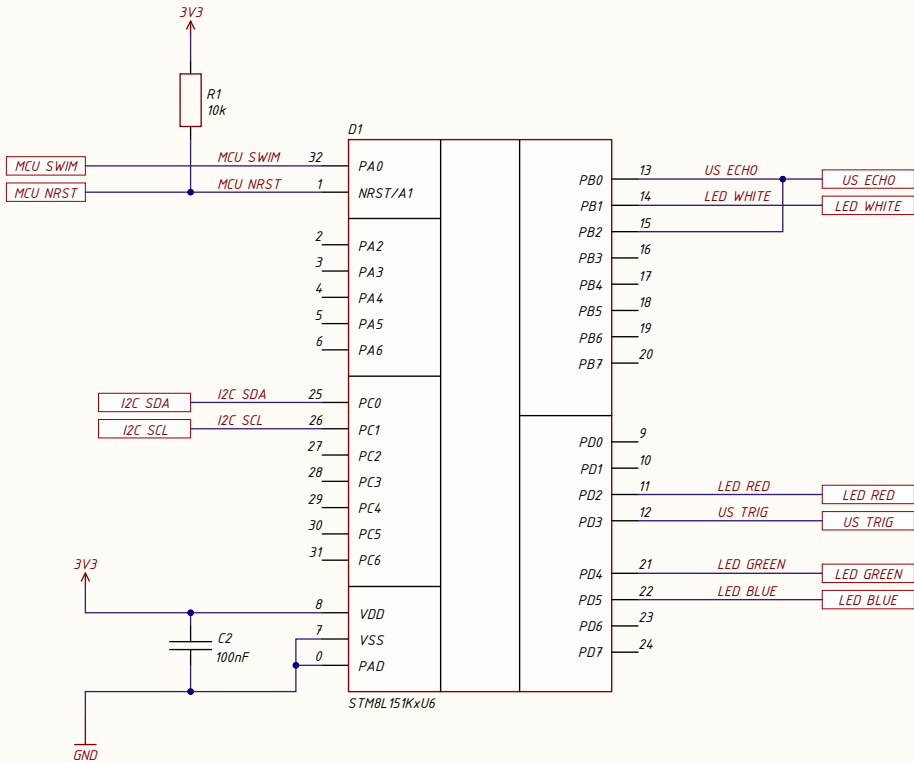 3V3
R1
10k
D1
MCU SWIM
MCU SWIM
32
PA0
MCU NRST
MCU NRST
1
NRST/A1
2
PA2
3
PA3
4
PA4
5
PA5
6
PA6
I2C SDA
I2C SDA
25
PC0
I2C SCL
I2C SCL
26
PC1
27
PC2
28
PC3
29
PC4
30
PC5
31
PC6
3V3
8
VDD
7
VSS
0
PAD
C2
100nF
GND
STM8L151KxU6
PB0
13
US ECHO
US ECHO
PB1
14
LED WHITE
LED WHITE
PB2
15
PB3
16
PB4
17
PB5
18
PB6
19
PB7
20
PD0
9
PD1
10
PD2
11
LED RED
LED RED
PD3
12
US TRIG
US TRIG
PD4
21
LED GREEN
LED GREEN
PD5
22
LED BLUE
LED BLUE
PD6
23
PD7
24